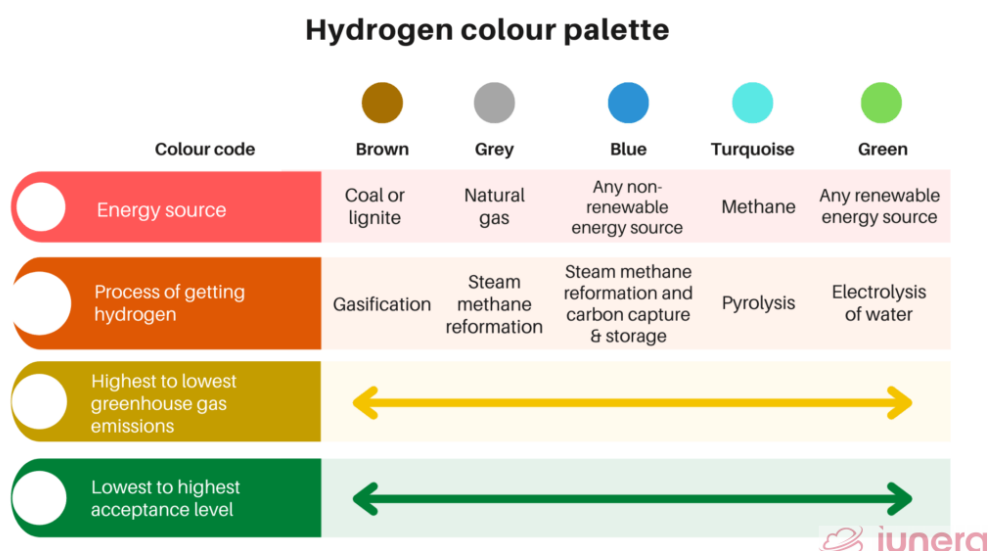 Hydrogen colour palette
Colour code
Brown
Grey
Blue
Turquoise
Green
Energy source
Coal or
lignite
Natural
gas
Any non-
renewable
energy source
Methane
Any renewable
energy source
Process of getting
hydrogen
Gasification
Steam
methane
reformation
Steam methane
reformation and
carbon capture
& storage
Pyrolysis
Electrolysis
of water
Highest to lowest
greenhouse gas
emissions
Lowest to highest
acceptance level
iunera